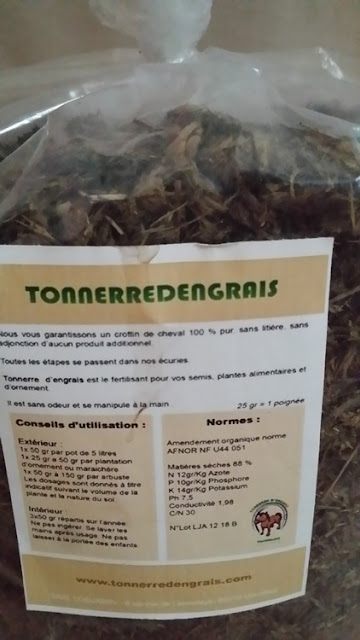 TONNERREDENGRAIS
Nous vous garantissons un crottin de cheval 100 % pur, sans litière, sans
adjonction d'aucun produit additionnel.
Toutes les étapes se passent dans nos écuries.
Tonnerre d'engrais est le fertilisant pour vos semis, plantes alimentaires et
d'ornement.
Il est sans odeur et se manipule à la main
25 gr = 1 poignée
Conseils d'utilisation :
Extérieur :
1x 50 gr par pot de 5 litres
1x 25 g à 50 gr par plantation
d'ornement ou maraichère
1x 50 gr à 150 gr par arbuste
Les dosages sont donnés à titre
indicatif suivant le volume de la
plante et la nature du sol.
Intérieur :
3x50 gr répartis sur l'année
Ne pas ingérer. Se laver les
mains après usage. Ne pas
laisser à la portée des enfants.
Normes :
Amendement organique norme
AFNOR NF U44 051
Matières sèches 88 %
N 12gr/Kg Azote
P 10gr/Kg Phosphore
K 14gr/Kg Potassium
Ph 7,5
Conductivité 1,98
C/N 30
N°Lot LJA 12 16 B
www.tonnerredengrais.com